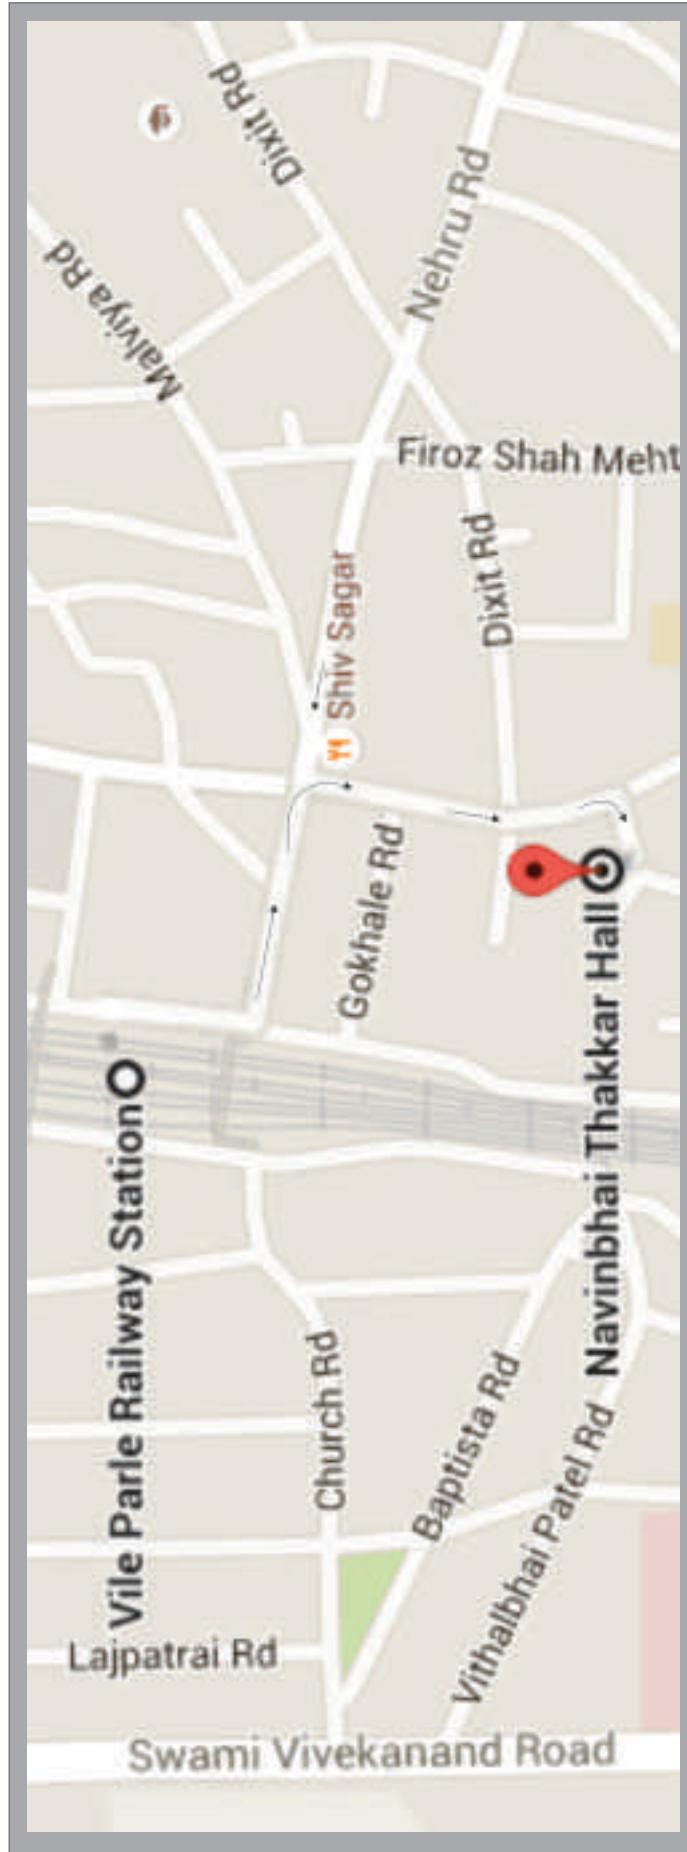 Dixit Rd
Nehru Rd
Malviya Rd
Firoz Shah Meht
Dixit Rd
Shiv Sagar
Gokhale Rd
Navinbhai Thakkar Hall
Vile Parle Railway Station
Church Rd
Baptista Rd
Vithalbhai Patel Rd
Lajpatrai Rd
Swami Vivekanand Road